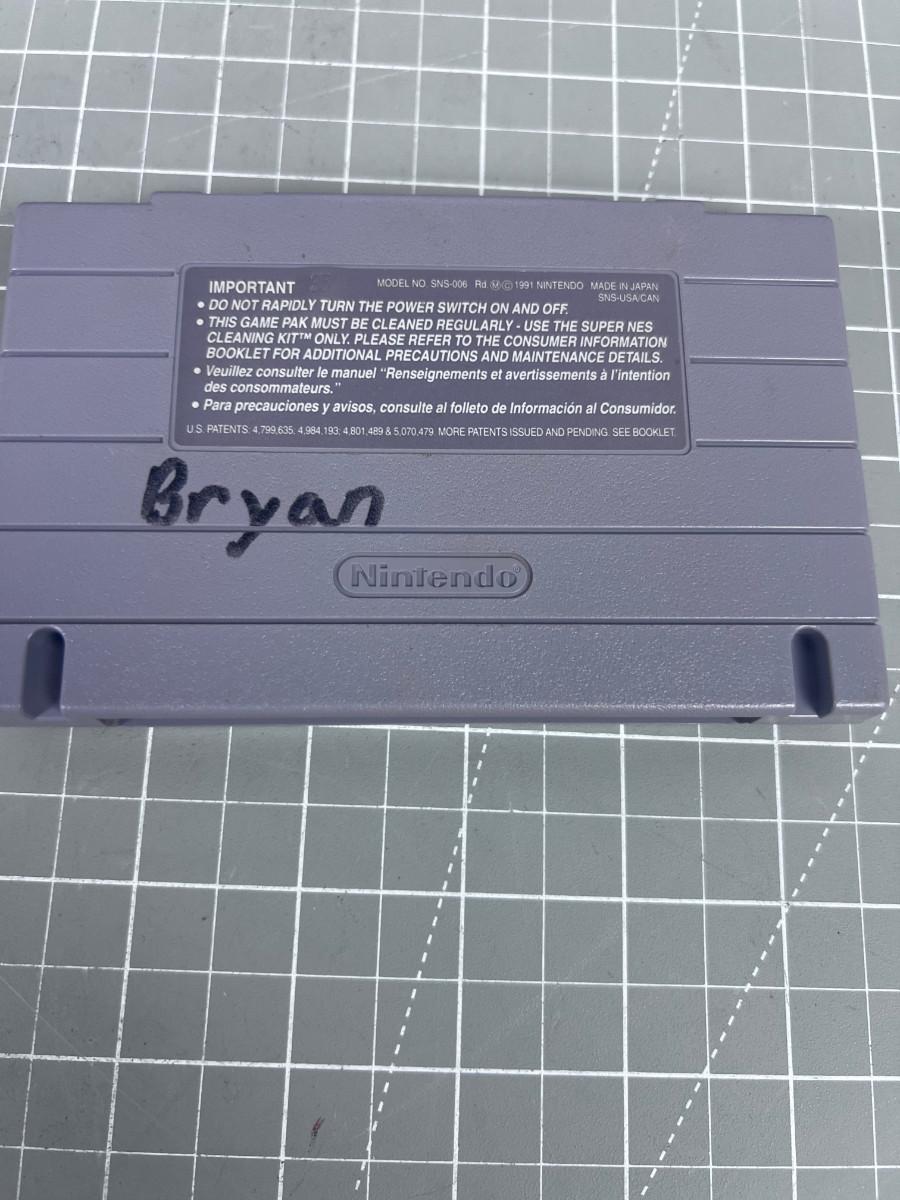 IMPORTANT
MODEL NO. SNS-006 Rd. Ⓜ Ⓒ 1991 NINTENDO MADE IN JAPAN
SNS-USA/CAN
• DO NOT RAPIDLY TURN THE POWER SWITCH ON AND OFF.
• THIS GAME PAK MUST BE CLEANED REGULARLY - USE THE SUPER NES
CLEANING KIT™ ONLY. PLEASE REFER TO THE CONSUMER INFORMATION
BOOKLET FOR ADDITIONAL PRECAUTIONS AND MAINTENANCE DETAILS.
• Veuillez consulter le manuel “Renseignements et avertissements à l’intention
des consommateurs.”
• Para precauciones y avisos, consulte al folleto de Información al Consumidor.
U.S. PATENTS: 4,799,635; 4,984,193; 4,801,489 & 5,070,479. MORE PATENTS ISSUED AND PENDING. SEE BOOKLET.
Bryan
Nintendo®